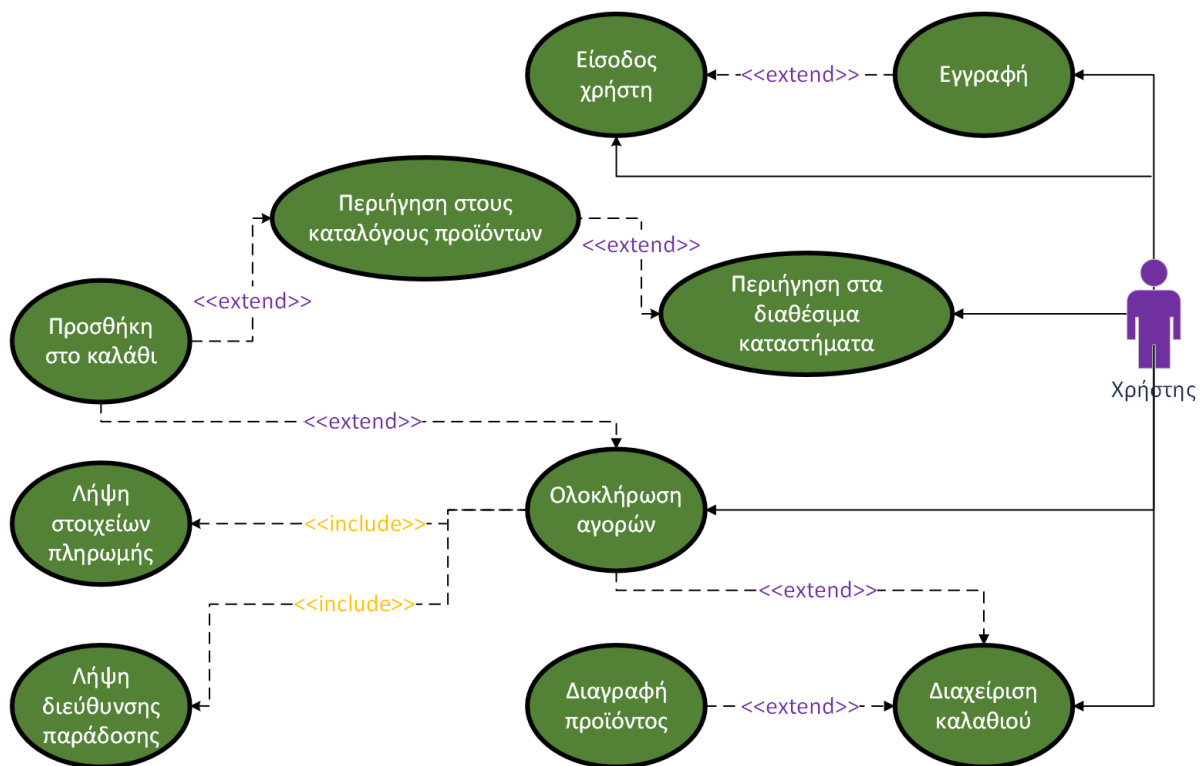 Είσοδος
χρήστη
<<extend>>
Εγγραφή
Περιήγηση στους
καταλόγους προϊόντων
<<extend>>
Περιήγηση στα
διαθέσιμα
καταστήματα
<<extend>>
Προσθήκη
στο καλάθι
Χρήστης
<<extend>>
Λήψη
στοιχείων
πληρωμής
<<include>>
Ολοκλήρωση
αγορών
<<extend>>
<<include>>
Λήψη
διεύθυνσης
παράδοσης
Διαγραφή
προϊόντος
<<extend>>
Διαχείριση
καλαθιού